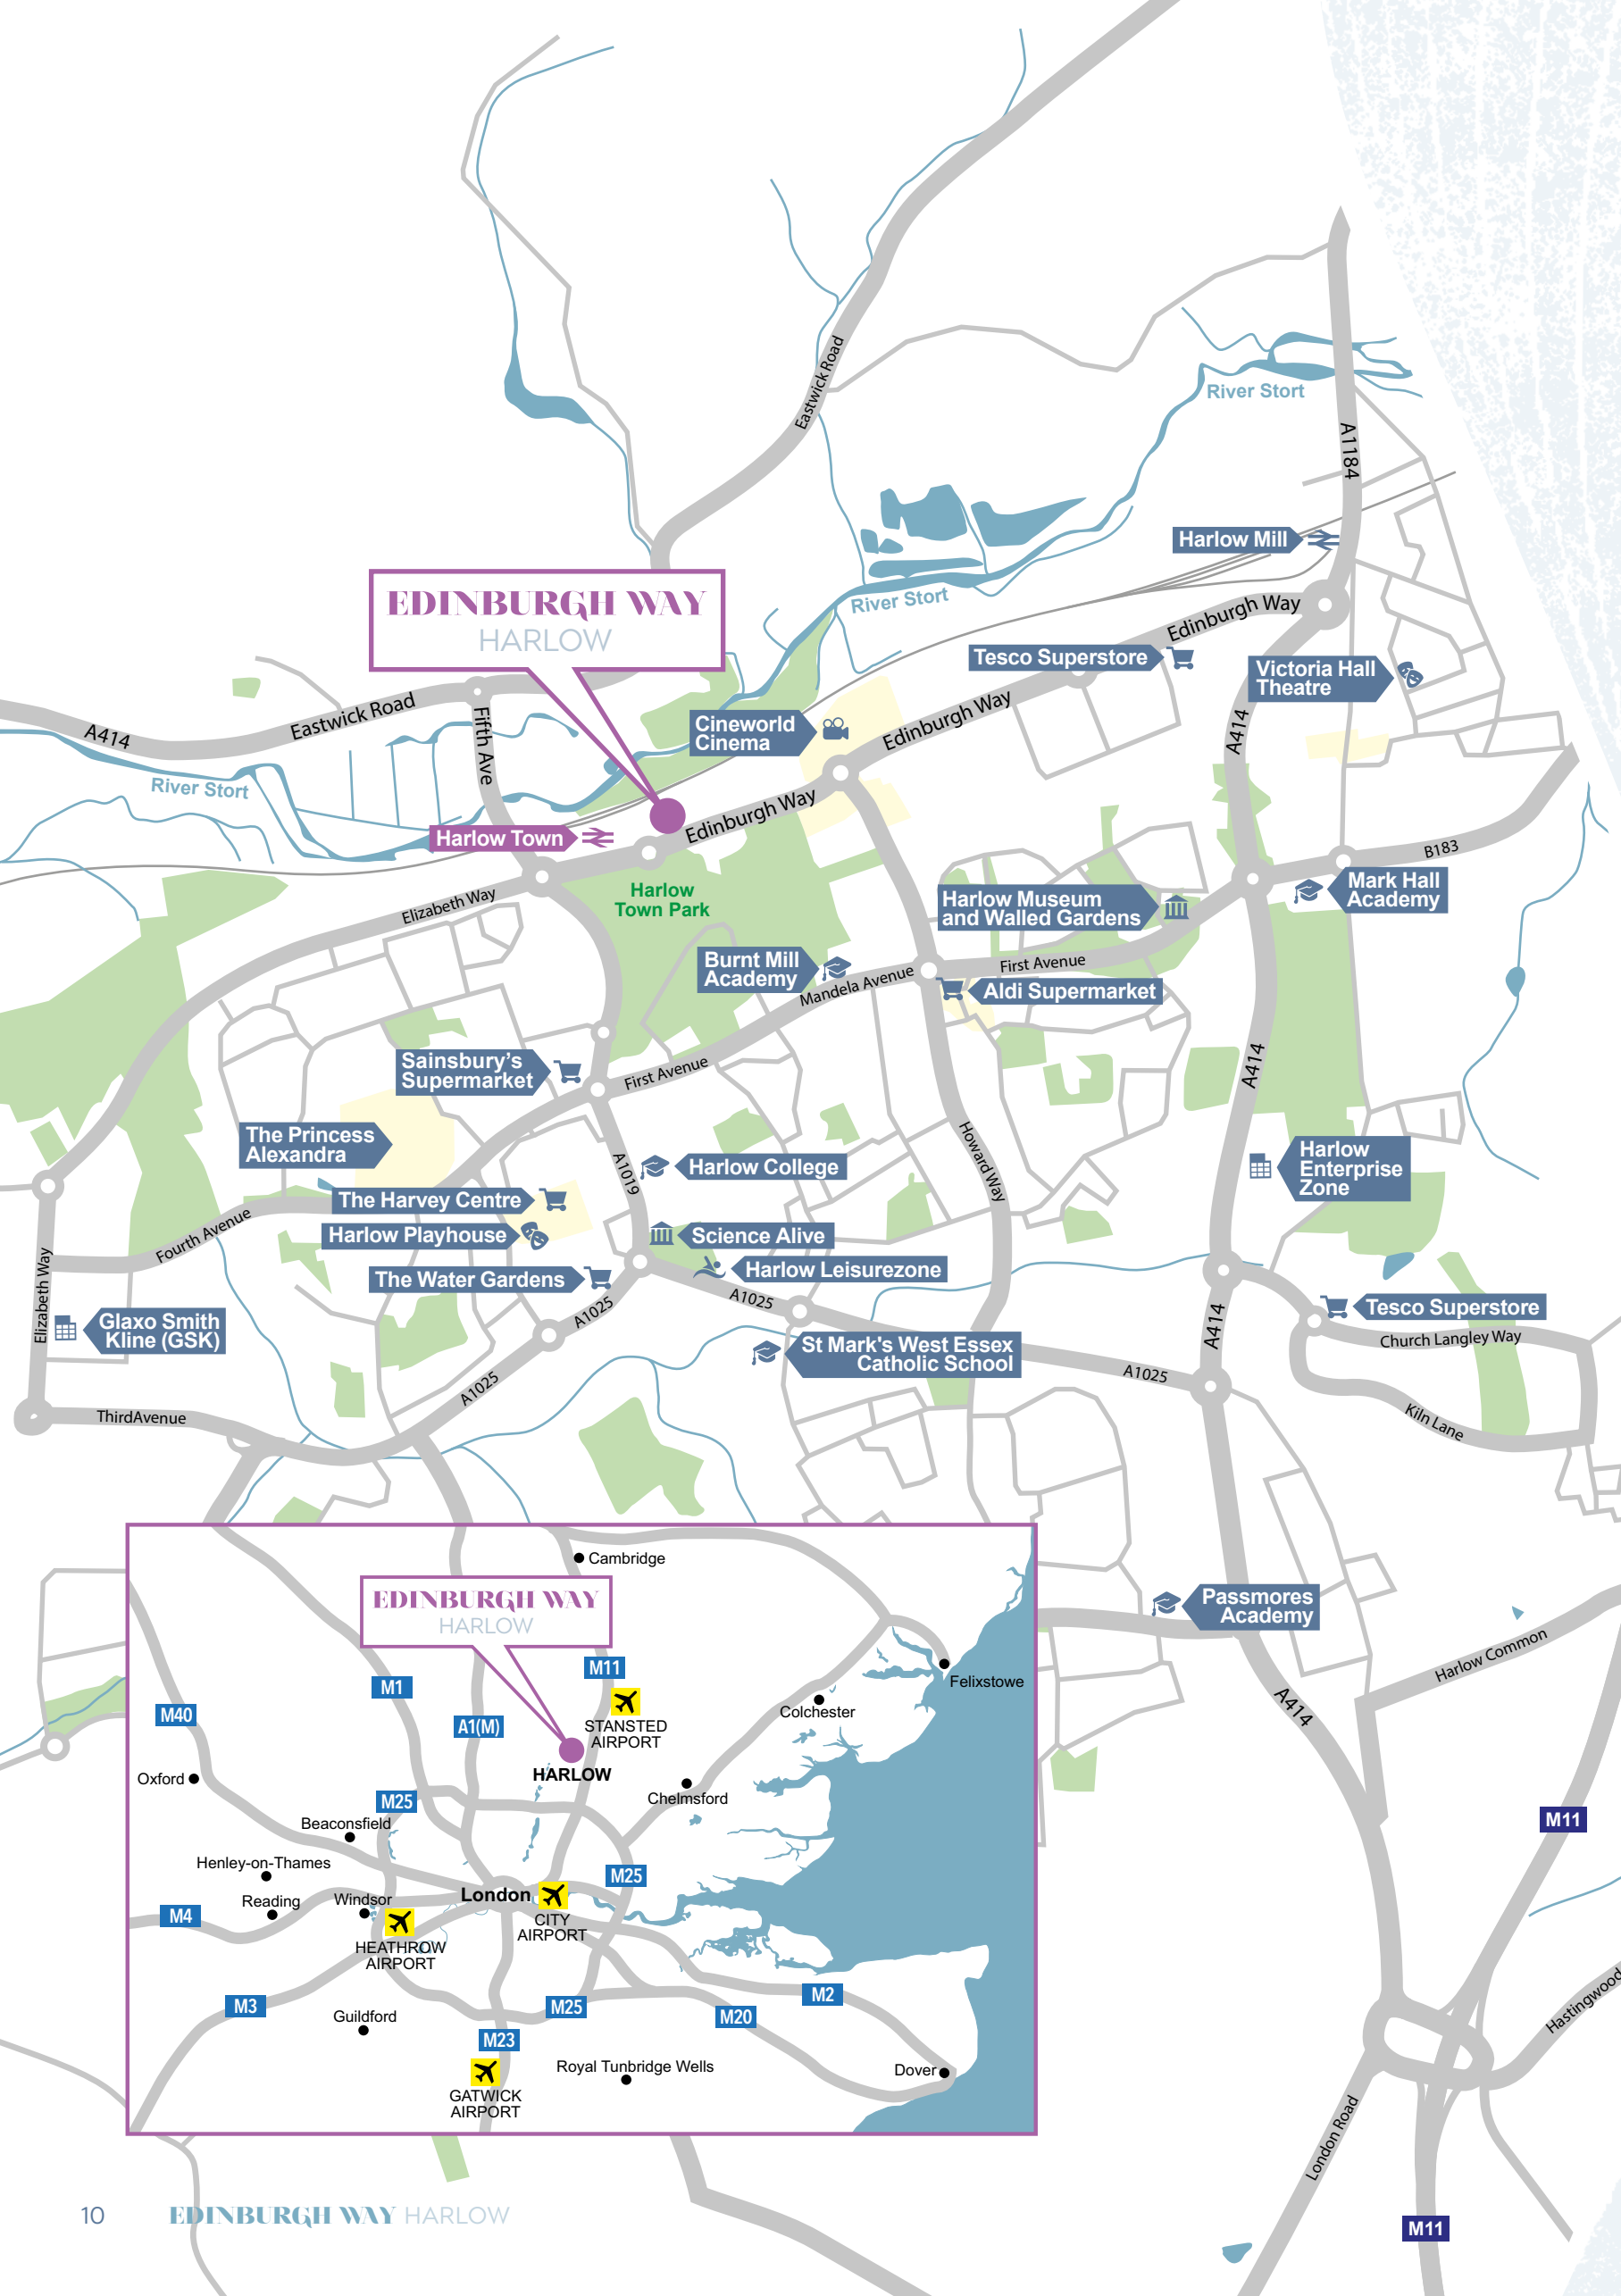 Eastwick Road
River Stort
A1184
Harlow Mill
EDINBURGH WAY
HARLOW
River Stort
Edinburgh Way
Tesco Superstore
Victoria Hall
Theatre
Eastwick Road
A414
Fifth Ave
Cineworld
Cinema
Edinburgh Way
A414
River Stort
Harlow Town
Edinburgh Way
B183
Elizabeth Way
Harlow
Town Park
Harlow Museum
and Walled Gardens
Mark Hall
Academy
Burnt Mill
Academy
Mandela Avenue
First Avenue
Aldi Supermarket
Sainsbury's
Supermarket
First Avenue
A414
The Princess
Alexandra
A1019
Harlow College
Howard Way
Harlow
Enterprise
Zone
The Harvey Centre
Fourth Avenue
Harlow Playhouse
Science Alive
Elizabeth Way
The Water Gardens
Harlow Leisurezone
A1025
A1025
Glaxo Smith
Kline (GSK)
St Mark's West Essex
Catholic School
A414
Tesco Superstore
Church Langley Way
A1025
A1025
Kiln Lane
ThirdAvenue
Passmores
Academy
Harlow Common
A414
M11
Hastingwood
London Road
M11
Cambridge
EDINBURGH WAY
HARLOW
M11
M1
M40
A1(M)
STANSTED
AIRPORT
Felixstowe
Colchester
HARLOW
Oxford
Chelmsford
M25
Beaconsfield
Henley-on-Thames
Reading
Windsor
London
M25
M4
CITY
AIRPORT
HEATHROW
AIRPORT
M3
M25
M2
M20
Guildford
M23
Royal Tunbridge Wells
Dover
GATWICK
AIRPORT
10
EDINBURGH WAY HARLOW